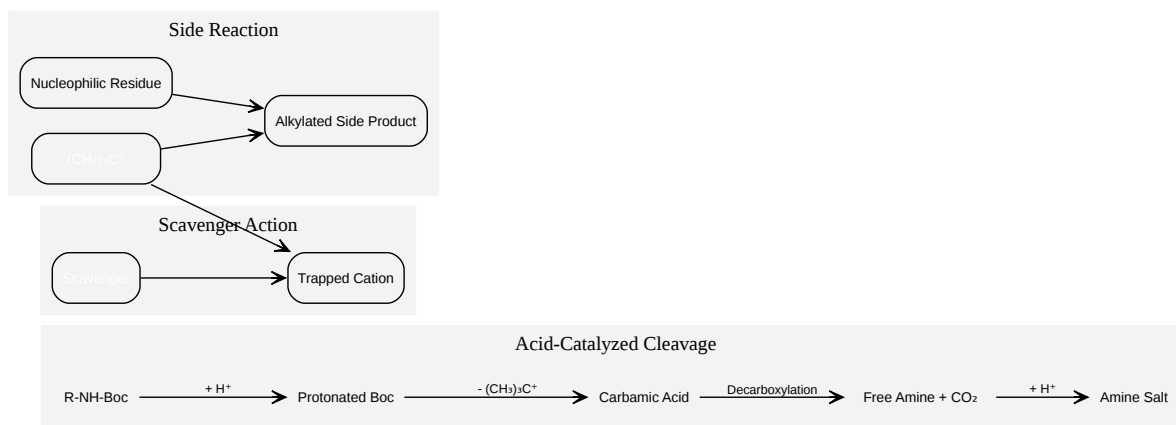 Side Reaction
Nucleophilic Residue
Alkylated Side Product
(CH₃)₃C⁺
Scavenger Action
Scavenger
Trapped Cation
Acid-Catalyzed Cleavage
R-NH-Boc
+ H⁺
Protonated Boc
- (CH₃)₃C⁺
Carbamic Acid
Decarboxylation
Free Amine + CO₂
+ H⁺
Amine Salt